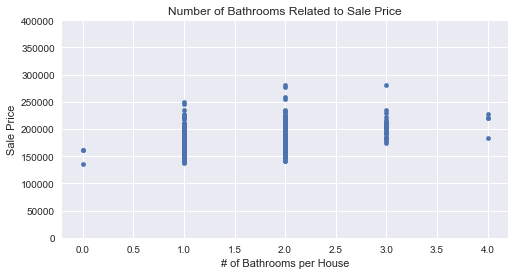 Number of Bathrooms Related to Sale Price
400000
350000
300000
250000
200000
150000
100000
50000
0
Sale Price
0.0 0.5 1.0 1.5 2.0 2.5 3.0 3.5 4.0
# of Bathrooms per House